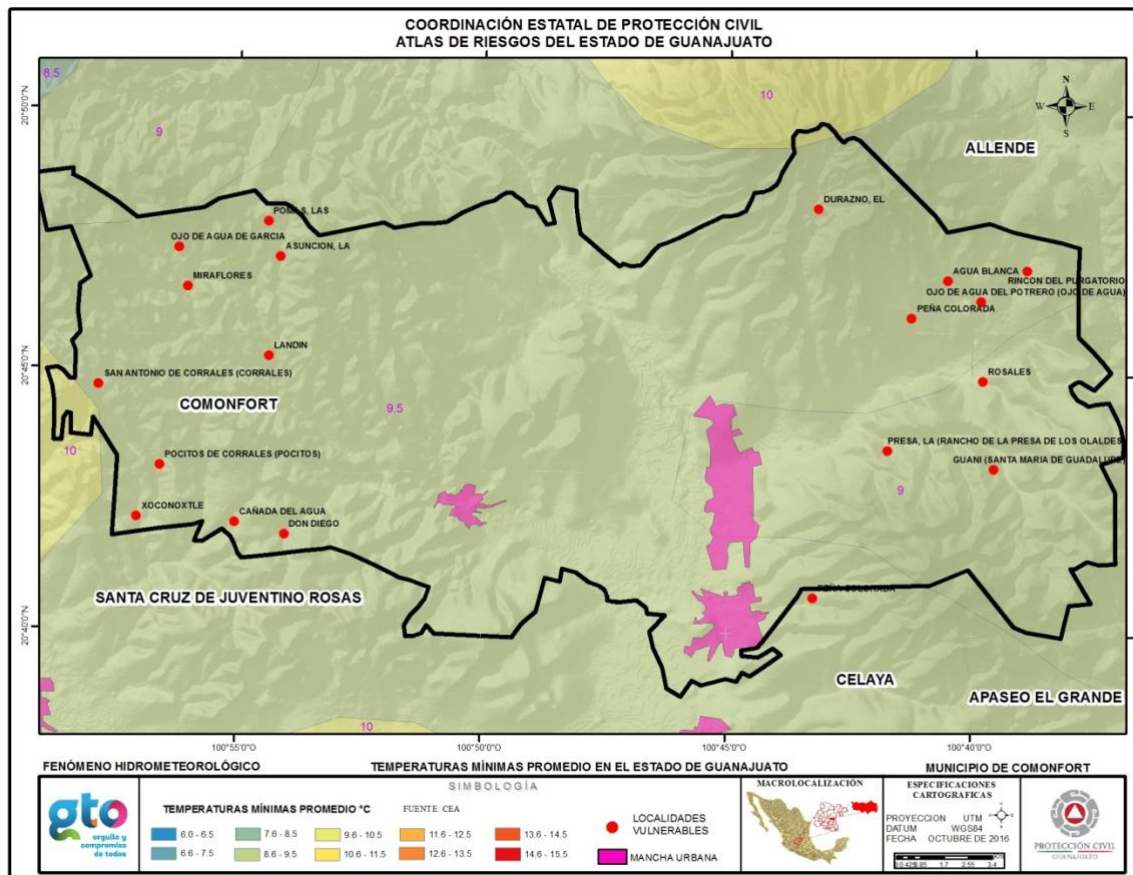 COORDINACIÓN ESTATAL DE PROTECCIÓN CIVIL
ATLAS DE RIESGOS DEL ESTADO DE GUANAJUATO
8.5
9
10
N
W E
S
ALLENDE
20°50'0"N
POMAS, LAS
DURAZNO, EL
OJO DE AGUA DE GARCIA
ASUNCION, LA
MIRAFLORES
AGUA BLANCA
RINCON DEL PURGATORIO
OJO DE AGUA DEL POTRERO (OJO DE AGUA)
PEÑA COLORADA
LANDIN
20°45'0"N
SAN ANTONIO DE CORRALES (CORRALES)
ROSALES
COMONFORT
9.5
10
PRESA, LA (RANCHO DE LA PRESA DE LOS OLALDES)
POCITOS DE CORRALES (POCITOS)
GUANI (SANTA MARIA DE GUADALUPE)
9
XOCONOXTLE
CAÑADA DEL AGUA
DON DIEGO
PEÑA COLORADA
SANTA CRUZ DE JUVENTINO ROSAS
20°40'0"N
CELAYA
APASEO EL GRANDE
10
100°55'0"O 100°50'0"O 100°45'0"O 100°40'0"O
FENÓMENO HIDROMETEOROLÓGICO TEMPERATURAS MÍNIMAS PROMEDIO EN EL ESTADO DE GUANAJUATO MUNICIPIO DE COMONFORT
SIMBOLOGÍA
gto
orgullo y
compromiso
de todos
TEMPERATURAS MÍNIMAS PROMEDIO °C FUENTE: CEA
6.0 - 6.5 7.6 - 8.5 9.6 - 10.5 11.6 - 12.5 13.6 - 14.5
6.6 - 7.5 8.6 - 9.5 10.6 - 11.5 12.6 - 13.5 14.6 - 15.5
LOCALIDADES
VULNERABLES
MANCHA URBANA
MACROLOCALIZACIÓN
ESPECIFICACIONES
CARTOGRAFICAS
PROYECCION UTM
DATUM WGS84
FECHA OCTUBRE DE 2016
1.7 2.55 3.4
PROTECCIÓN CIVIL
GUANAJUATO